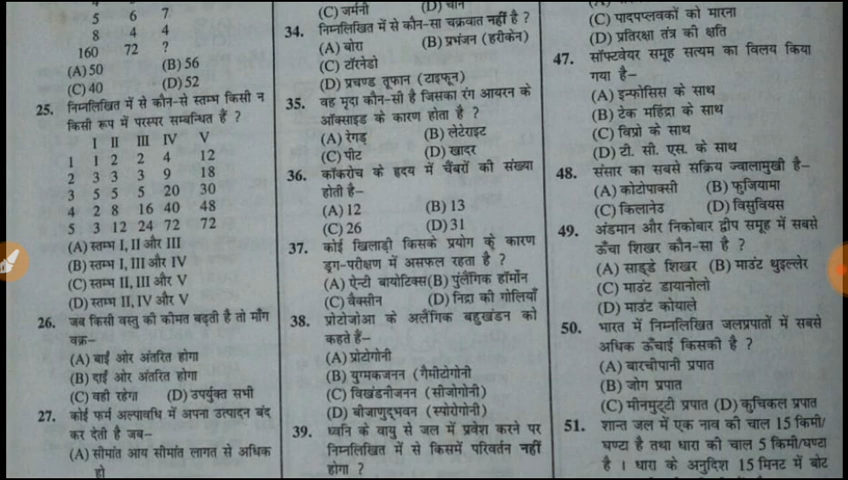 5 6 7
8 4 4
160 72 ?
(A) 50 (B) 56
(C) 40 (D) 52
25. निम्नलिखित में से कौन-से स्तम्भ किसी न
किसी रूप में परस्पर सम्बन्धित हैं ?
I II III IV V
1 1 2 2 4 12
2 3 3 3 9 18
3 5 5 5 20 30
4 2 8 16 40 48
5 3 12 24 72 72
(A) स्तम्भ I, II और III
(B) स्तम्भ I, III और IV
(C) स्तम्भ II, III और V
(D) स्तम्भ II, IV और V
26. जब किसी वस्तु की कीमत बढ़ती है तो माँग
वक्र–
(A) बाईं ओर अंतरित होगा
(B) दाईं ओर अंतरित होगा
(C) वही रहेगा (D) उपर्युक्त सभी
27. कोई फर्म अल्पावधि में अपना उत्पादन बंद
कर देती है जब–
(A) सीमांत आय सीमांत लागत से अधिक
हो
(C) जर्मनी (D) चीन
34. निम्नलिखित में से कौन-सा चक्रवात नहीं है ?
(A) बोरा (B) प्रभंजन (हरीकेन)
(C) टॉरनेडो
(D) प्रचण्ड तूफान (टाइफून)
35. वह मृदा कौन-सी है जिसका रंग आयरन के
ऑक्साइड के कारण होता है ?
(A) रेगड़ (B) लेटेराइट
(C) पीट (D) खादर
36. कॉकरोच के हृदय में चैंबरों की संख्या
होती है–
(A) 12 (B) 13
(C) 26 (D) 31
37. कोई खिलाड़ी किसके प्रयोग के कारण
ड्रग-परीक्षण में असफल रहता है ?
(A) ऐन्टी बायोटिक्स (B) पुंलैंगिक हॉर्मोन
(C) वैक्सीन (D) निद्रा की गोलियाँ
38. प्रोटोजोआ के अलैंगिक बहुखंडन को
कहते हैं–
(A) प्रोटोगोनी
(B) युग्मकजनन (गैमीटोगोनी
(C) विखंडनीजनन (सीजोगोनी)
(D) बीजाणुद्भवन (स्पोरोगोनी)
39. ध्वनि के वायु से जल में प्रवेश करने पर
निम्नलिखित में से किसमें परिवर्तन नहीं
होगा ?
(C) पादपप्लवकों को मारना
(D) प्रतिरक्षा तंत्र की क्षति
47. सॉफ्टवेयर समूह सत्यम का विलय किया
गया है–
(A) इन्फोसिस के साथ
(B) टेक महिंद्रा के साथ
(C) विप्रो के साथ
(D) टी. सी. एस. के साथ
48. संसार का सबसे सक्रिय ज्वालामुखी है–
(A) कोटोपाक्सी (B) फुजियामा
(C) किलानेउ (D) विसुवियस
49. अंडमान और निकोबार द्वीप समूह में सबसे
ऊँचा शिखर कौन-सा है ?
(A) साड्डे शिखर (B) माउंट थुइल्लेर
(C) माउंट डायानोलो
(D) माउंट कोयाले
50. भारत में निम्नलिखित जलप्रपातों में सबसे
अधिक ऊँचाई किसकी है ?
(A) बारचीपानी प्रपात
(B) जोग प्रपात
(C) मीनमुट्टी प्रपात (D) कुचिकल प्रपात
51. शान्त जल में एक नाव की चाल 15 किमी/
घण्टा है तथा धारा की चाल 5 किमी/घण्टा
है । धारा के अनुदिश 15 मिनट में बोट